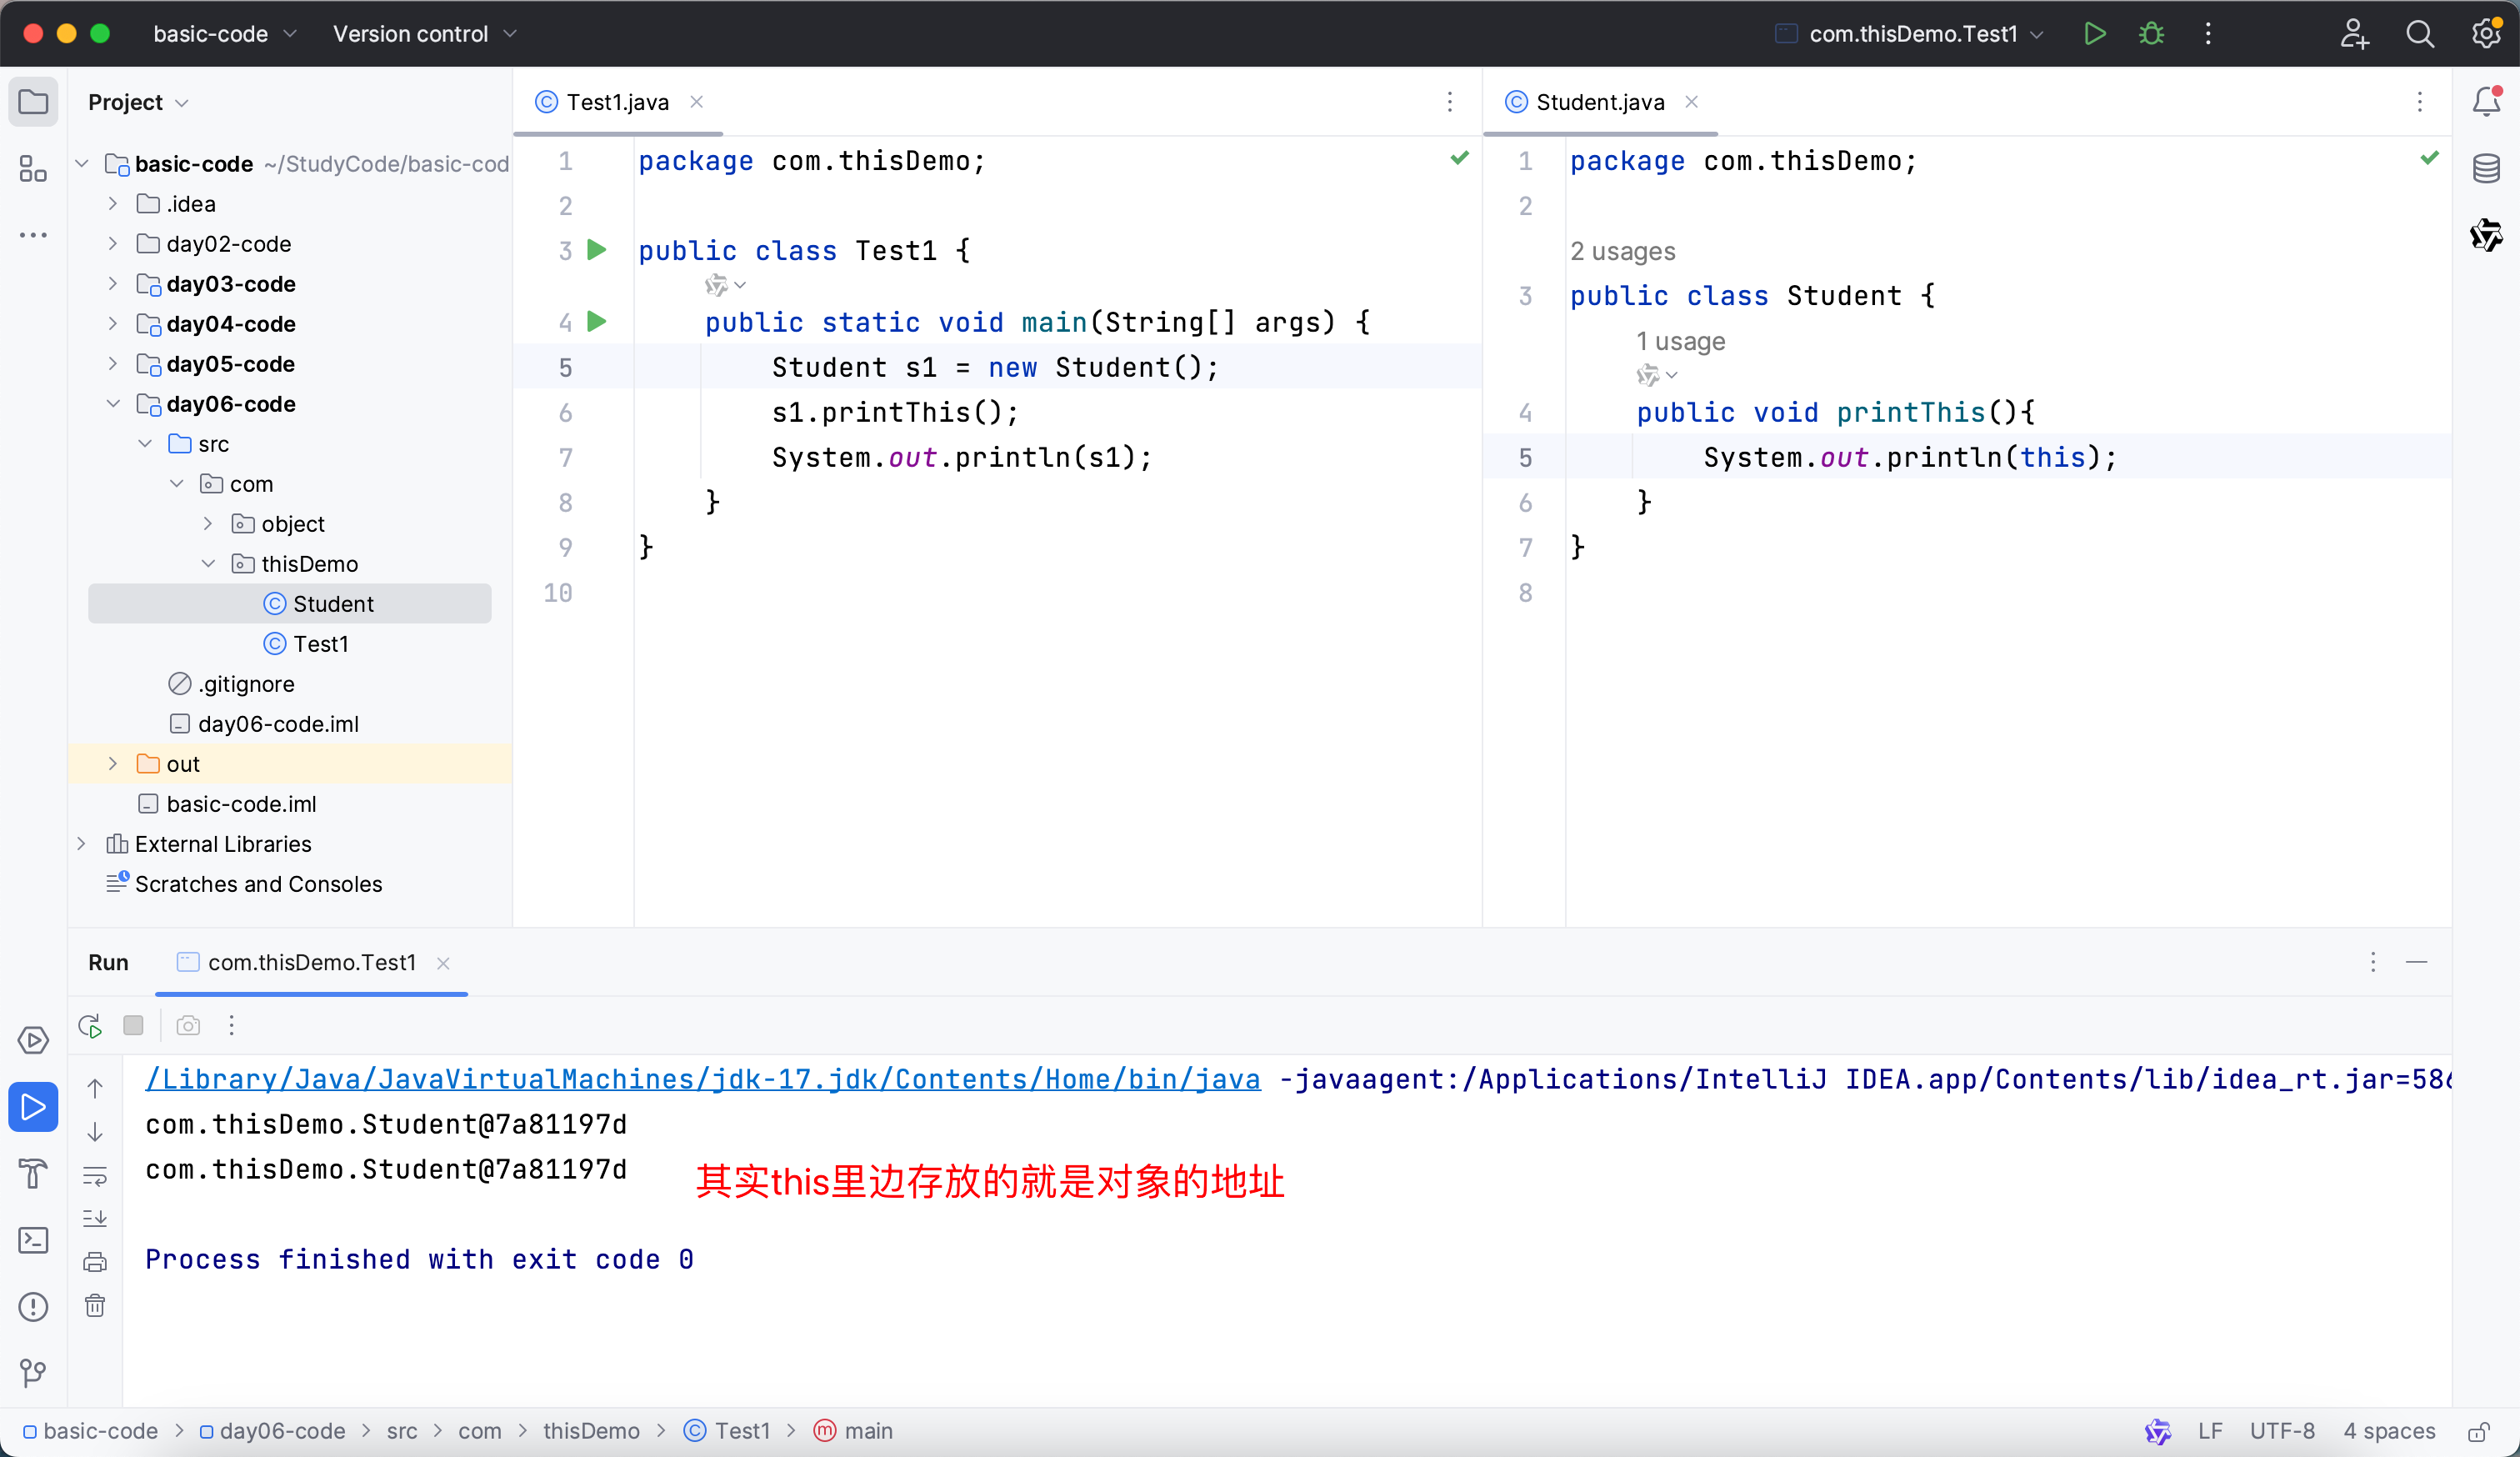 basic-code Version control com.thisDemo.Test1
Project
basic-code ~/StudyCode/basic-cod
.idea
day02-code
day03-code
day04-code
day05-code
day06-code
src
com
object
thisDemo
Student
Test1
.gitignore
day06-code.iml
out
basic-code.iml
External Libraries
Scratches and Consoles
Test1.java
1 package com.thisDemo;
2
3 public class Test1 {
4 public static void main(String[] args) {
5 Student s1 = new Student();
6 s1.printThis();
7 System.out.println(s1);
8 }
9 }
10
Student.java
1 package com.thisDemo;
2
2 usages
3 public class Student {
1 usage
4 public void printThis(){
5 System.out.println(this);
6 }
7 }
8
Run com.thisDemo.Test1
/Library/Java/JavaVirtualMachines/jdk-17.jdk/Contents/Home/bin/java -javaagent:/Applications/IntelliJ IDEA.app/Contents/lib/idea_rt.jar=586
com.thisDemo.Student@7a81197d
com.thisDemo.Student@7a81197d
其实this里边存放的就是对象的地址
Process finished with exit code 0
basic-code > day06-code > src > com > thisDemo > Test1 > main LF UTF-8 4 spaces